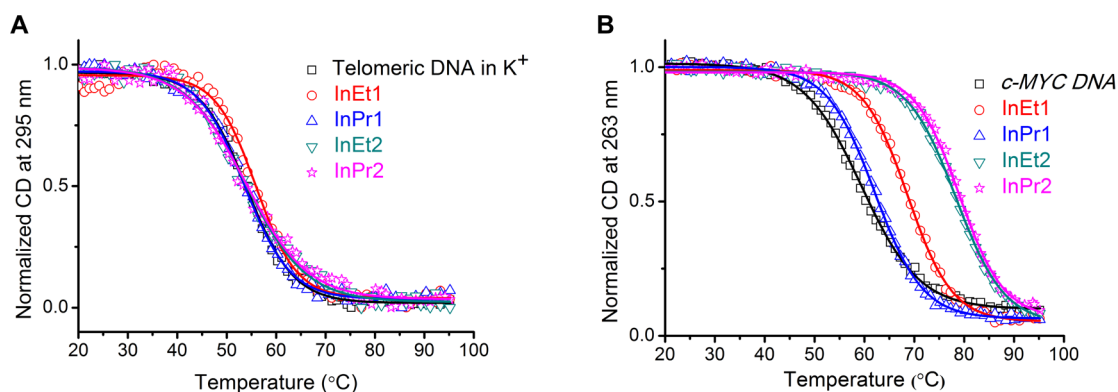 A
Normalized CD at 295 nm
1.0
0.5
0.0
Telomeric DNA in K⁺
InEt1
InPr1
InEt2
InPr2
20 30 40 50 60 70 80 90 100
Temperature (°C)
B
Normalized CD at 263 nm
1.0
0.5
0.0
c-MYC DNA
InEt1
InPr1
InEt2
InPr2
20 30 40 50 60 70 80 90 100
Temperature (°C)